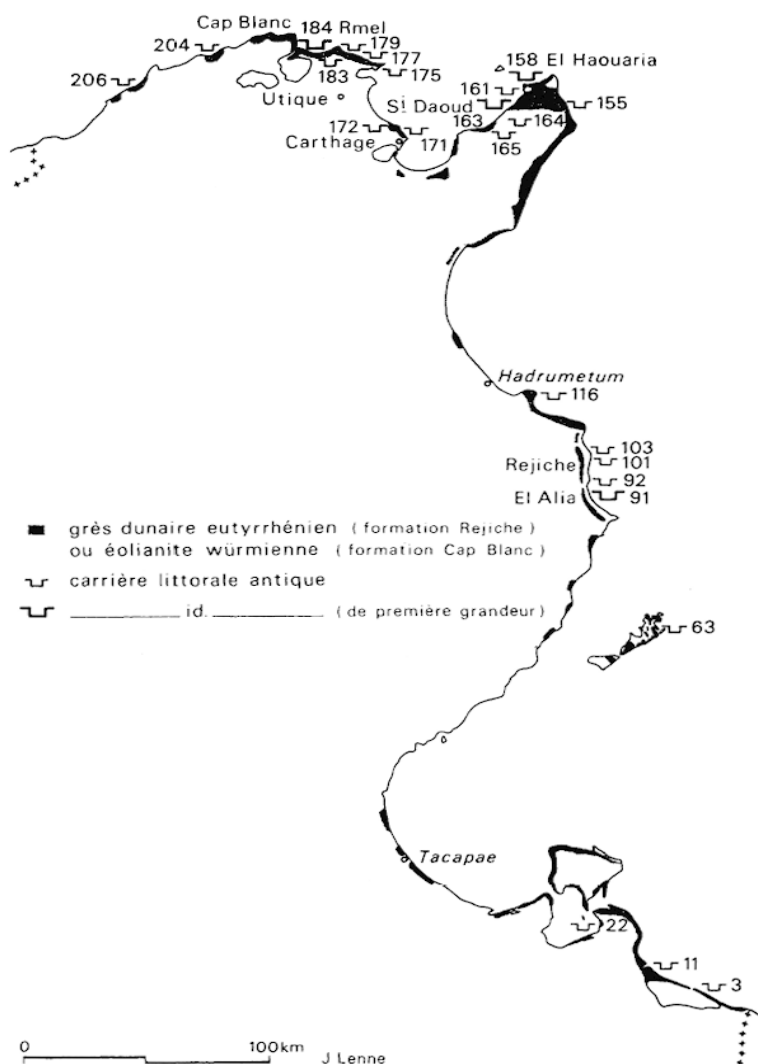 Cap Blanc
184 Rmel
204
179
177
183
175
206
Utique
158 El Haouaria
161
Si Daoud
155
163
164
172
171
165
Carthage
Hadrumetum
116
103
Rejiche
101
92
El Alia
91
grès dunaire eutyrrhénien (formation Rejiche)
ou éolianite würmienne (formation Cap Blanc)
carrière littorale antique
id. (de première grandeur)
63
Tacapae
22
11
3
0 100km
J Lenne